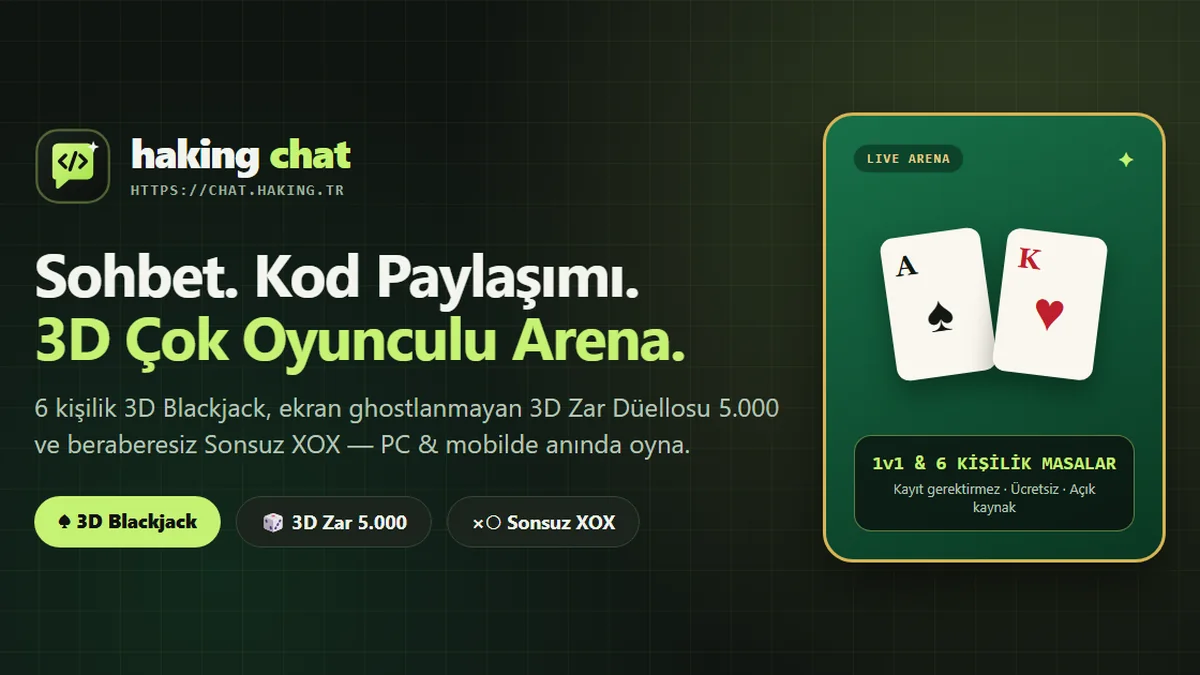 haking chat
HTTPS://CHAT.HAKING.TR
Sohbet. Kod Paylaşımı.
3D Çok Oyunculu Arena.
6 kişilik 3D Blackjack, ekran ghostlanmayan 3D Zar Düellosu 5.000
ve beraberesiz Sonsuz XOX — PC & mobilde anında oyna.
♠ 3D Blackjack
🎲 3D Zar 5.000
×○ Sonsuz XOX
LIVE ARENA
A
K
1v1 & 6 KİŞİLİK MASALAR
Kayıt gerektirmez · Ücretsiz · Açık
kaynak